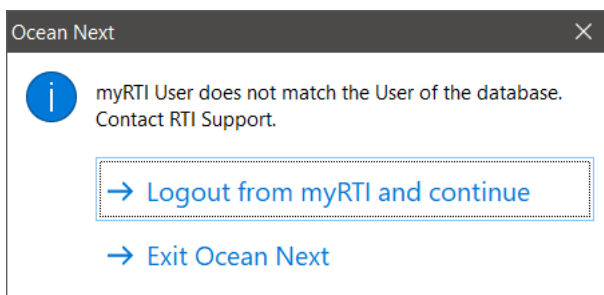 Ocean Next
myRTI User does not match the User of the database.
Contact RTI Support.
Logout from myRTI and continue
Exit Ocean Next